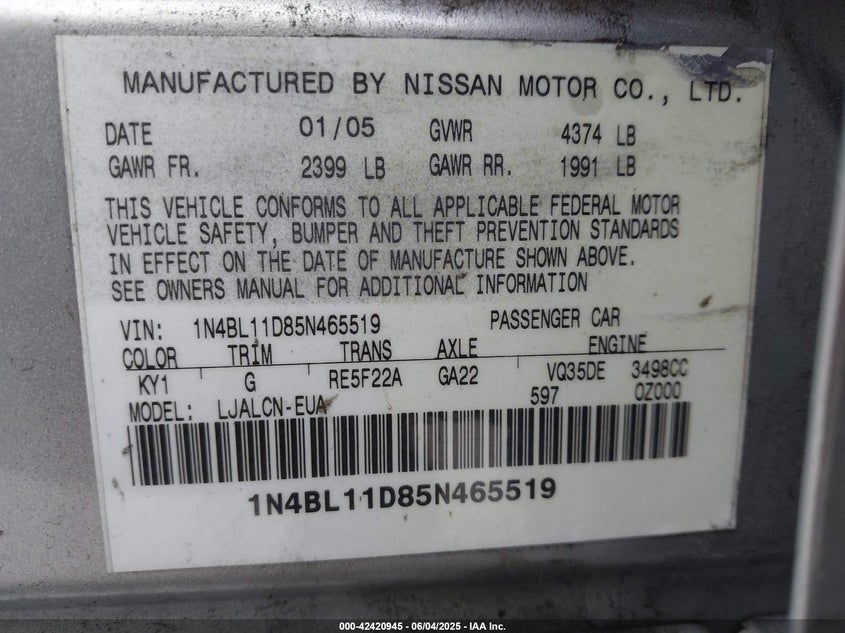 MANUFACTURED BY NISSAN MOTOR CO., LTD.
DATE 01/05 GVWR 4374 LB
GAWR FR. 2399 LB GAWR RR. 1991 LB
THIS VEHICLE CONFORMS TO ALL APPLICABLE FEDERAL MOTOR
VEHICLE SAFETY, BUMPER AND THEFT PREVENTION STANDARDS
IN EFFECT ON THE DATE OF MANUFACTURE SHOWN ABOVE.
SEE OWNERS MANUAL FOR ADDITIONAL INFORMATION
VIN: 1N4BL11D85N465519 PASSENGER CAR
COLOR TRIM TRANS AXLE ENGINE
KY1 G RE5F22A GA22 VQ35DE 3498CC
MODEL: LJALCN-EUA 597 0Z000
1N4BL11D85N465519
000-42420945 - 06/04/2025 - IAA Inc.